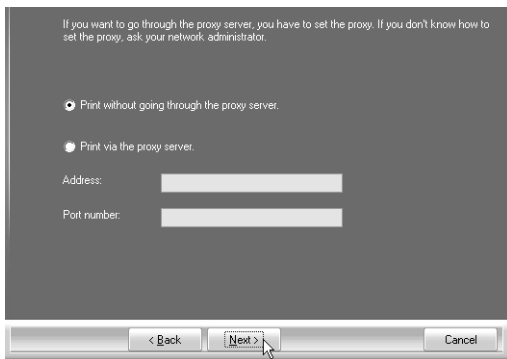 If you want to go through the proxy server, you have to set the proxy. If you don't know how to
set the proxy, ask your network administrator.
Print without going through the proxy server.
Print via the proxy server.
Address:
Port number:
< Back
Next >
Cancel